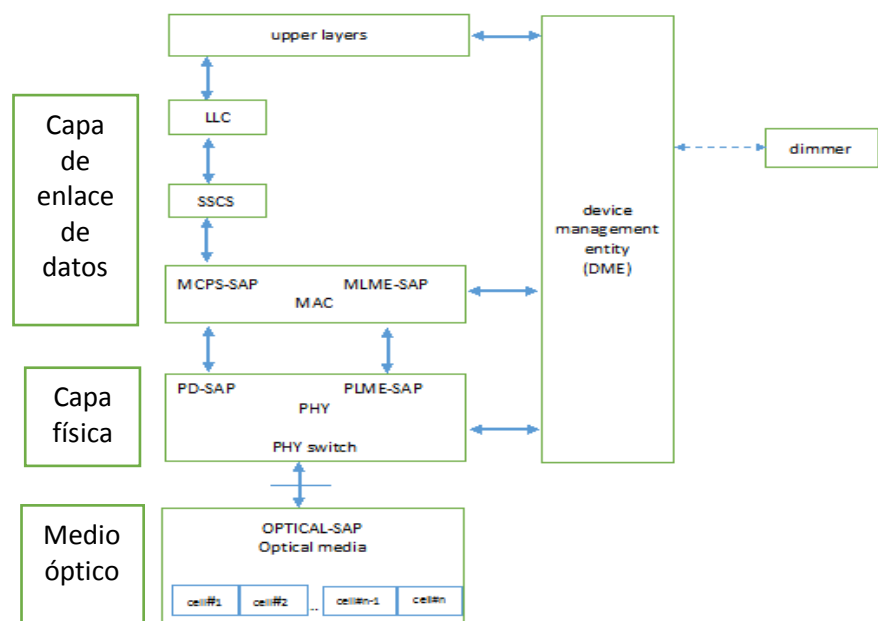 upper layers
LLC
SSCS
MCPS-SAP MLME-SAP
MAC
PD-SAP PLME-SAP
PHY
PHY switch
OPTICAL-SAP
Optical media
cell#1 cell#2 .. cell#n-1 cell#n
Capa
de
enlace
de
datos
Capa
física
Medio
óptico
device
management
entity
(DME)
dimmer